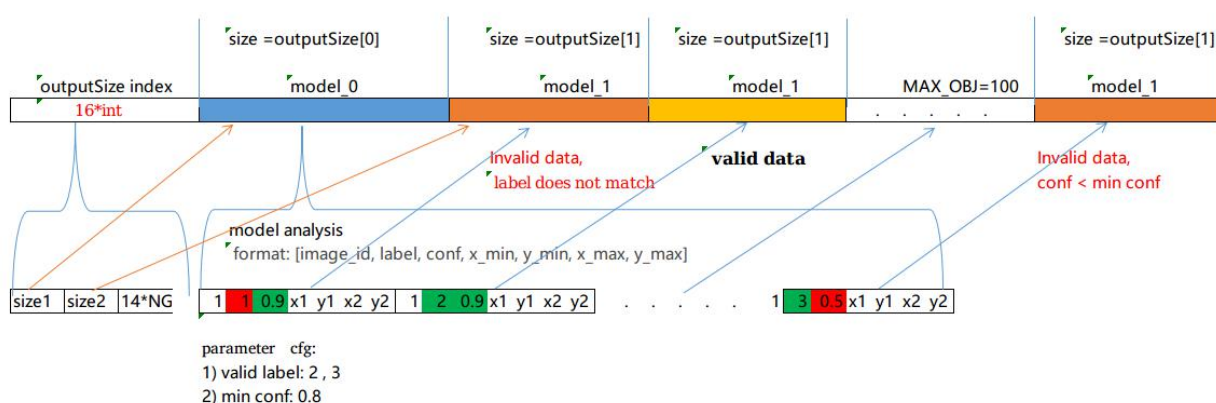 size =outputSize[0] size =outputSize[1] size =outputSize[1] size =outputSize[1]
outputSize index model_0 model_1 model_1 MAX_OBJ=100 model_1
16*int . . . . .
Invalid data, valid data Invalid data,
label does not match conf < min conf
model analysis
format: [image_id, label, conf, x_min, y_min, x_max, y_max]
size1 size2 14*NG 1 1 0.9 x1 y1 x2 y2 1 2 0.9 x1 y1 x2 y2 . . . . . 1 3 0.5 x1 y1 x2 y2
parameter cfg:
1) valid label: 2 , 3
2) min conf: 0.8